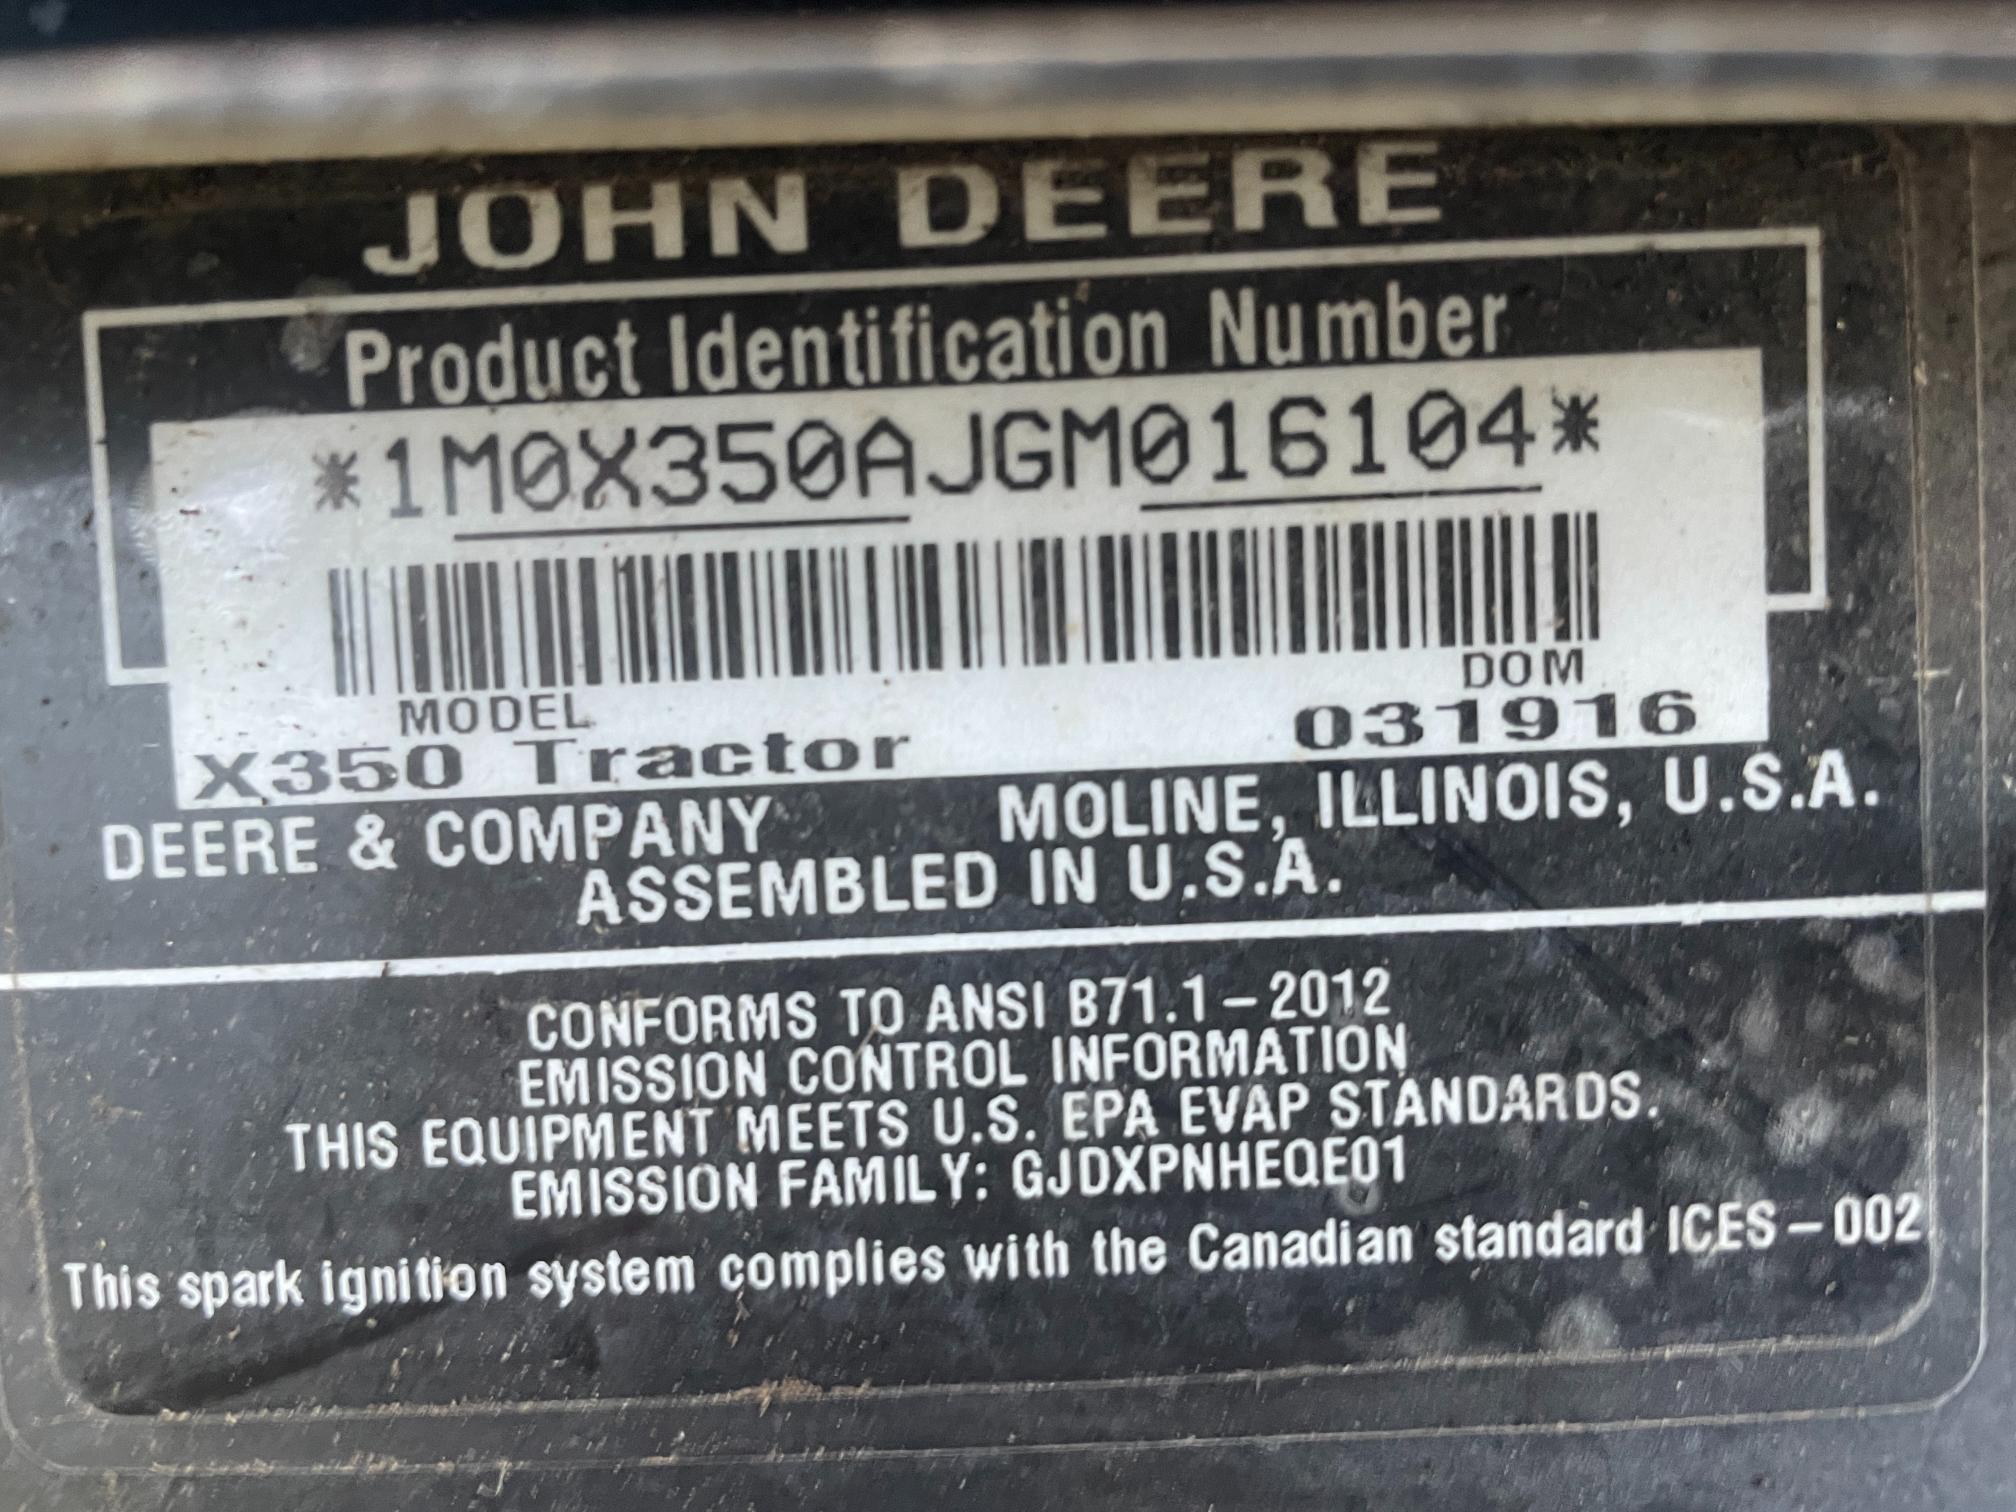 JOHN DEERE
Product Identification Number
*1M0X350AJGM016104*
MODEL DOM
X350 Tractor 031916
DEERE & COMPANY MOLINE, ILLINOIS, U.S.A.
ASSEMBLED IN U.S.A.
CONFORMS TO ANSI B71.1-2012
EMISSION CONTROL INFORMATION
THIS EQUIPMENT MEETS U.S. EPA EVAP STANDARDS.
EMISSION FAMILY: GJDXPNHEQE01
This spark ignition system complies with the Canadian standard ICES-002